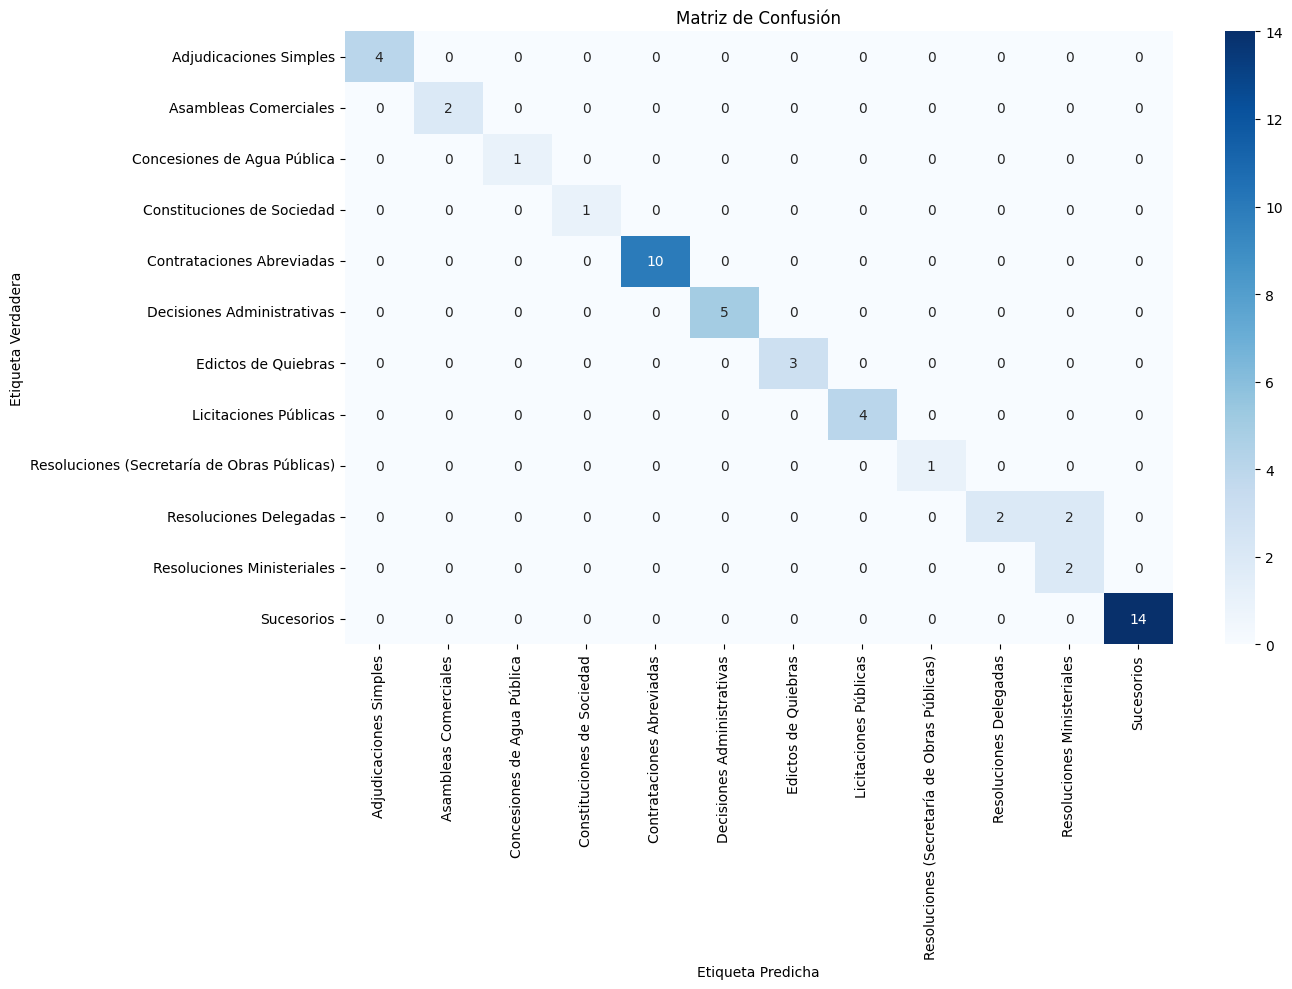 Matriz de Confusión
Etiqueta Verdadera
Adjudicaciones Simples 4 0 0 0 0 0 0 0 0 0 0 0
Asambleas Comerciales 0 2 0 0 0 0 0 0 0 0 0 0
Concesiones de Agua Pública 0 0 1 0 0 0 0 0 0 0 0 0
Constituciones de Sociedad 0 0 0 1 0 0 0 0 0 0 0 0
Contrataciones Abreviadas 0 0 0 0 10 0 0 0 0 0 0 0
Decisiones Administrativas 0 0 0 0 0 5 0 0 0 0 0 0
Edictos de Quiebras 0 0 0 0 0 0 3 0 0 0 0 0
Licitaciones Públicas 0 0 0 0 0 0 0 4 0 0 0 0
Resoluciones (Secretaría de Obras Públicas) 0 0 0 0 0 0 0 0 1 0 0 0
Resoluciones Delegadas 0 0 0 0 0 0 0 0 0 2 2 0
Resoluciones Ministeriales 0 0 0 0 0 0 0 0 0 0 2 0
Sucesorios 0 0 0 0 0 0 0 0 0 0 0 14
Adjudicaciones Simples
Asambleas Comerciales
Concesiones de Agua Pública
Constituciones de Sociedad
Contrataciones Abreviadas
Decisiones Administrativas
Edictos de Quiebras
Licitaciones Públicas
Resoluciones (Secretaría de Obras Públicas)
Resoluciones Delegadas
Resoluciones Ministeriales
Sucesorios
Etiqueta Predicha
14
12
10
8
6
4
2
0